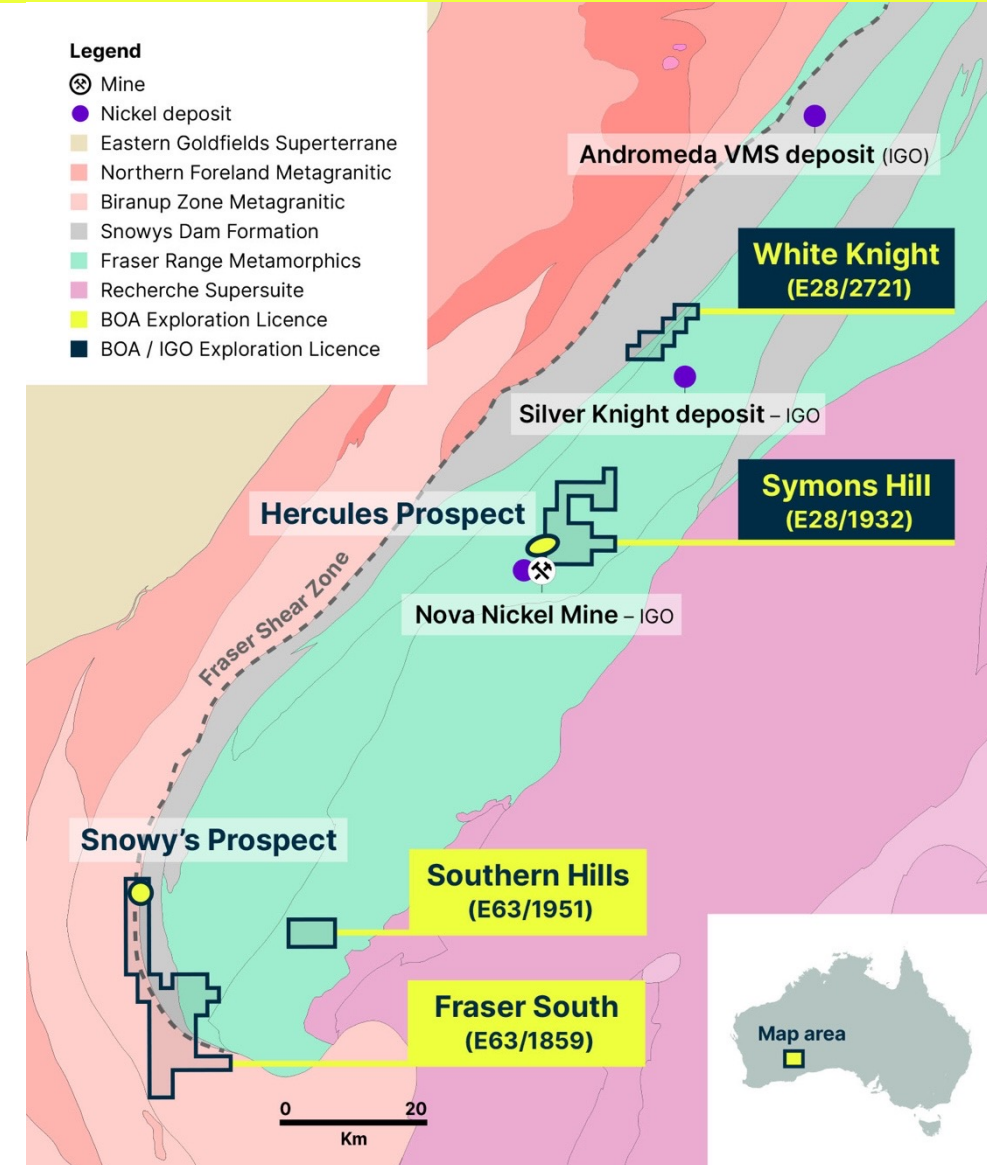 Legend
Mine
Nickel deposit
Eastern Goldfields Superterrane
Northern Foreland Metagranitic
Biranup Zone Metagranitic
Snowys Dam Formation
Fraser Range Metamorphics
Recherche Supersuite
BOA Exploration Licence
BOA / IGO Exploration Licence
Andromeda VMS deposit (IGO)
White Knight
(E28/2721)
Silver Knight deposit – IGO
Symons Hill
(E28/1932)
Hercules Prospect
Nova Nickel Mine – IGO
Fraser Shear Zone
Snowy’s Prospect
Southern Hills
(E63/1951)
Fraser South
(E63/1859)
Map area
0 20
Km